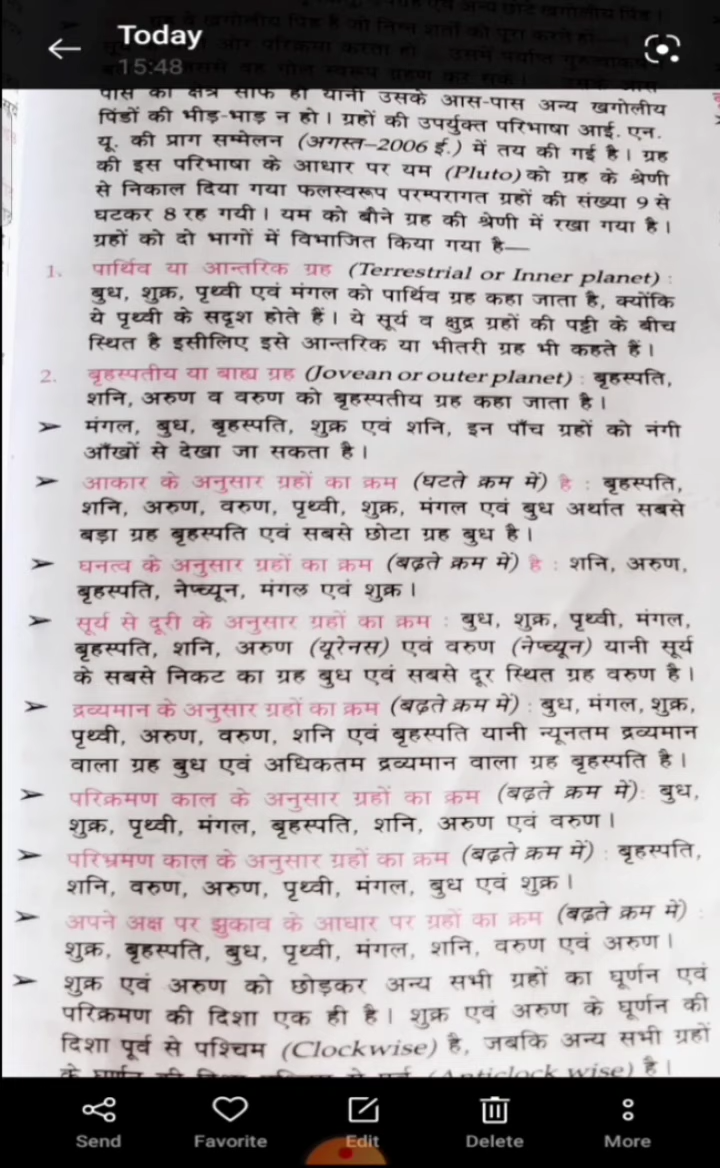 Today
15:48
पास का क्षेत्र साफ हो यानी उसके आस-पास अन्य खगोलीय
पिंडों की भीड़-भाड़ न हो। ग्रहों की उपर्युक्त परिभाषा आई. एन.
यू. की प्राग सम्मेलन (अगस्त–2006 ई.) में तय की गई है। ग्रह
की इस परिभाषा के आधार पर यम (Pluto) को ग्रह के श्रेणी
से निकाल दिया गया फलस्वरूप परम्परागत ग्रहों की संख्या 9 से
घटकर 8 रह गयी। यम को बौने ग्रह की श्रेणी में रखा गया है।
ग्रहों को दो भागों में विभाजित किया गया है—
1. पार्थिव या आन्तरिक ग्रह (Terrestrial or Inner planet) :
बुध, शुक्र, पृथ्वी एवं मंगल को पार्थिव ग्रह कहा जाता है, क्योंकि
ये पृथ्वी के सदृश होते हैं। ये सूर्य व क्षुद्र ग्रहों की पट्टी के बीच
स्थित है इसीलिए इसे आन्तरिक या भीतरी ग्रह भी कहते हैं।
2. बृहस्पतीय या बाह्य ग्रह (Jovean or outer planet) : बृहस्पति,
शनि, अरुण व वरुण को बृहस्पतीय ग्रह कहा जाता है।
➤ मंगल, बुध, बृहस्पति, शुक्र एवं शनि, इन पाँच ग्रहों को नंगी
आँखों से देखा जा सकता है।
➤ आकार के अनुसार ग्रहों का क्रम (घटते क्रम में) है : बृहस्पति,
शनि, अरुण, वरुण, पृथ्वी, शुक्र, मंगल एवं बुध अर्थात सबसे
बड़ा ग्रह बृहस्पति एवं सबसे छोटा ग्रह बुध है।
➤ घनत्व के अनुसार ग्रहों का क्रम (बढ़ते क्रम में) है : शनि, अरुण,
बृहस्पति, नेप्च्यून, मंगल एवं शुक्र।
➤ सूर्य से दूरी के अनुसार ग्रहों का क्रम : बुध, शुक्र, पृथ्वी, मंगल,
बृहस्पति, शनि, अरुण (यूरेनस) एवं वरुण (नेप्च्यून) यानी सूर्य
के सबसे निकट का ग्रह बुध एवं सबसे दूर स्थित ग्रह वरुण है।
➤ द्रव्यमान के अनुसार ग्रहों का क्रम (बढ़ते क्रम में) : बुध, मंगल, शुक्र,
पृथ्वी, अरुण, वरुण, शनि एवं बृहस्पति यानी न्यूनतम द्रव्यमान
वाला ग्रह बुध एवं अधिकतम द्रव्यमान वाला ग्रह बृहस्पति है।
➤ परिक्रमण काल के अनुसार ग्रहों का क्रम (बढ़ते क्रम में): बुध,
शुक्र, पृथ्वी, मंगल, बृहस्पति, शनि, अरुण एवं वरुण।
➤ परिभ्रमण काल के अनुसार ग्रहों का क्रम (बढ़ते क्रम में) : बृहस्पति,
शनि, वरुण, अरुण, पृथ्वी, मंगल, बुध एवं शुक्र।
➤ अपने अक्ष पर झुकाव के आधार पर ग्रहों का क्रम (बढ़ते क्रम में) :
शुक्र, बृहस्पति, बुध, पृथ्वी, मंगल, शनि, वरुण एवं अरुण।
➤ शुक्र एवं अरुण को छोड़कर अन्य सभी ग्रहों का घूर्णन एवं
परिक्रमण की दिशा एक ही है। शुक्र एवं अरुण के घूर्णन की
दिशा पूर्व से पश्चिम (Clockwise) है, जबकि अन्य सभी ग्रहों
(Anticlock wise) है।
Send Favorite Edit Delete More